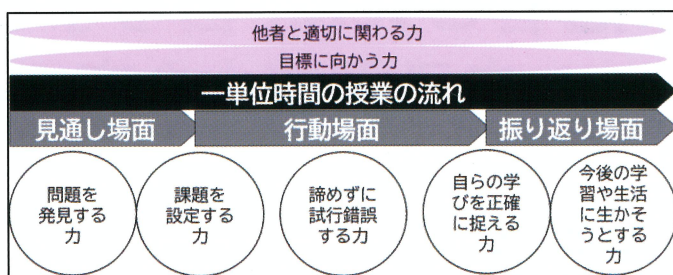 他者と適切に関わる力
目標に向かう力
一単位時間の授業の流れ
見通し場面
行動場面
振り返り場面
問題を
発見する
力
課題を
設定する
力
諦めずに
試行錯誤
する力
自らの学
びを正確
に捉える
力
今後の学
習や生活
に生かそ
うとする
力